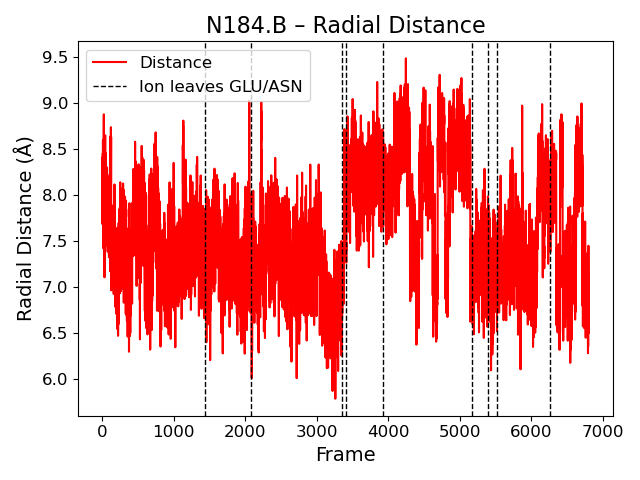 N184.B – Radial Distance
Distance
Ion leaves GLU/ASN
Radial Distance (Å)
9.5
9.0
8.5
8.0
7.5
7.0
6.5
6.0
0 1000 2000 3000 4000 5000 6000 7000
Frame